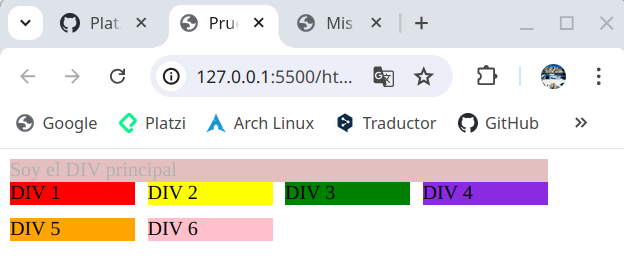 Plat
Pru
Mis
127.0.0.1:5500/ht...
Google
Platzi
Arch Linux
Traductor
GitHub
Soy el DIV principal
DIV 1
DIV 2
DIV 3
DIV 4
DIV 5
DIV 6